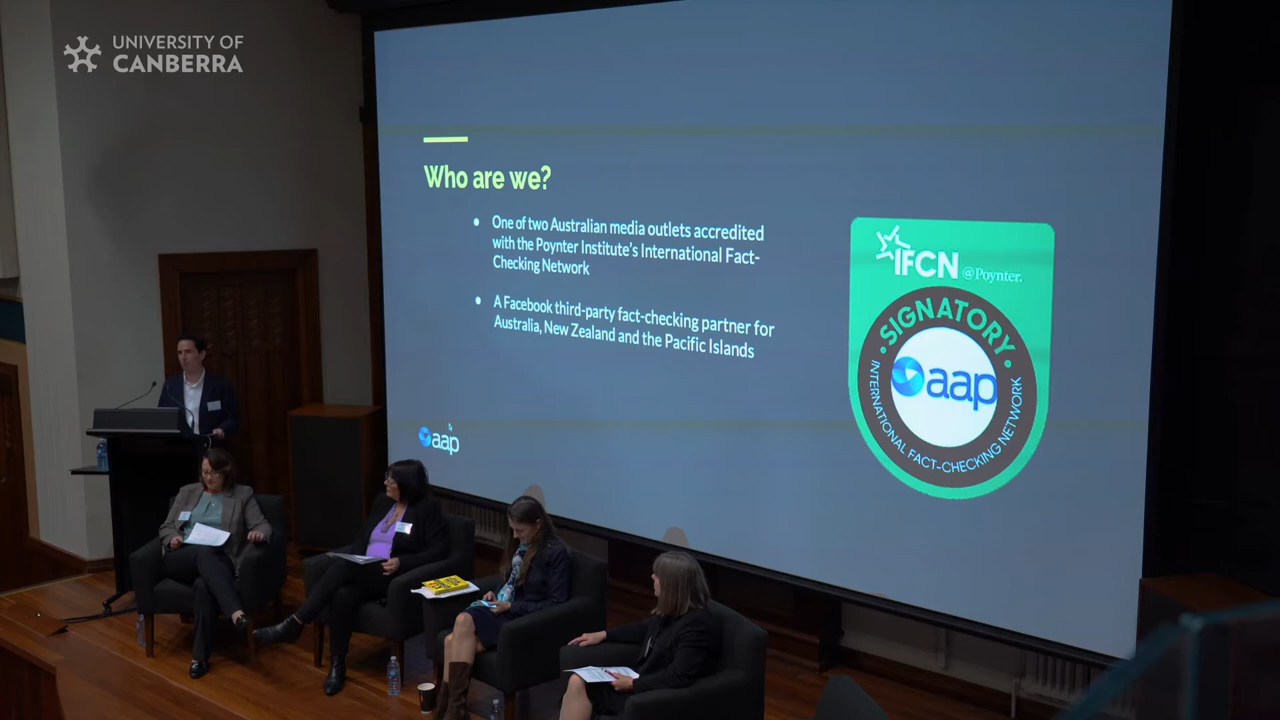 UNIVERSITY OF
CANBERRA
Who are we?
One of two Australian media outlets accredited
with the Poynter Institute's International Fact-
Checking Network
A Facebook third-party fact-checking partner for
Australia, New Zealand and the Pacific Islands
aap
IFCN @Poynter.
SIGNATORY
aap
INTERNATIONAL FACT-CHECKING NETWORK